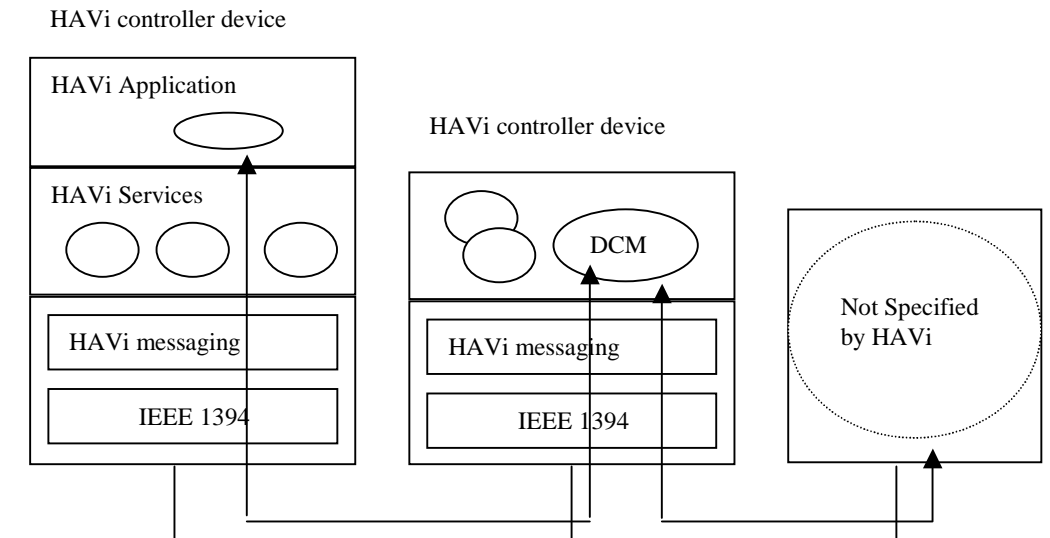 HAVi controller device
HAVi Application
HAVi controller device
HAVi Services
DCM
Not Specified
by HAVi
HAVi messaging
HAVi messaging
IEEE 1394
IEEE 1394